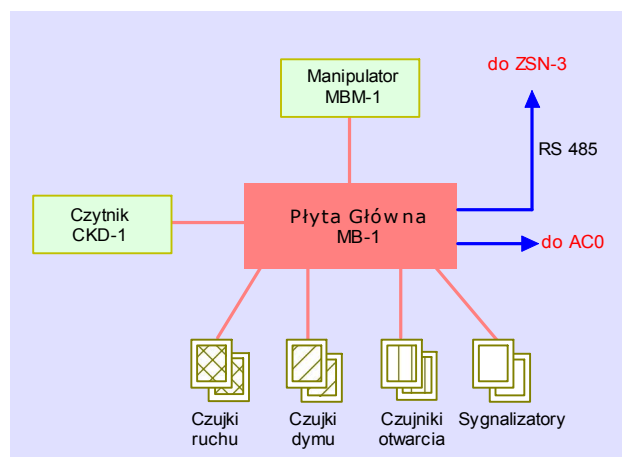 do ZSN-3
Manipulator
MBM-1
RS 485
Czytnik
CKD-1
Płyta Główna
MB-1
do AC0
Czujki
ruchu
Czujki
dymu
Czujniki
otwarcia
Sygnalizatory